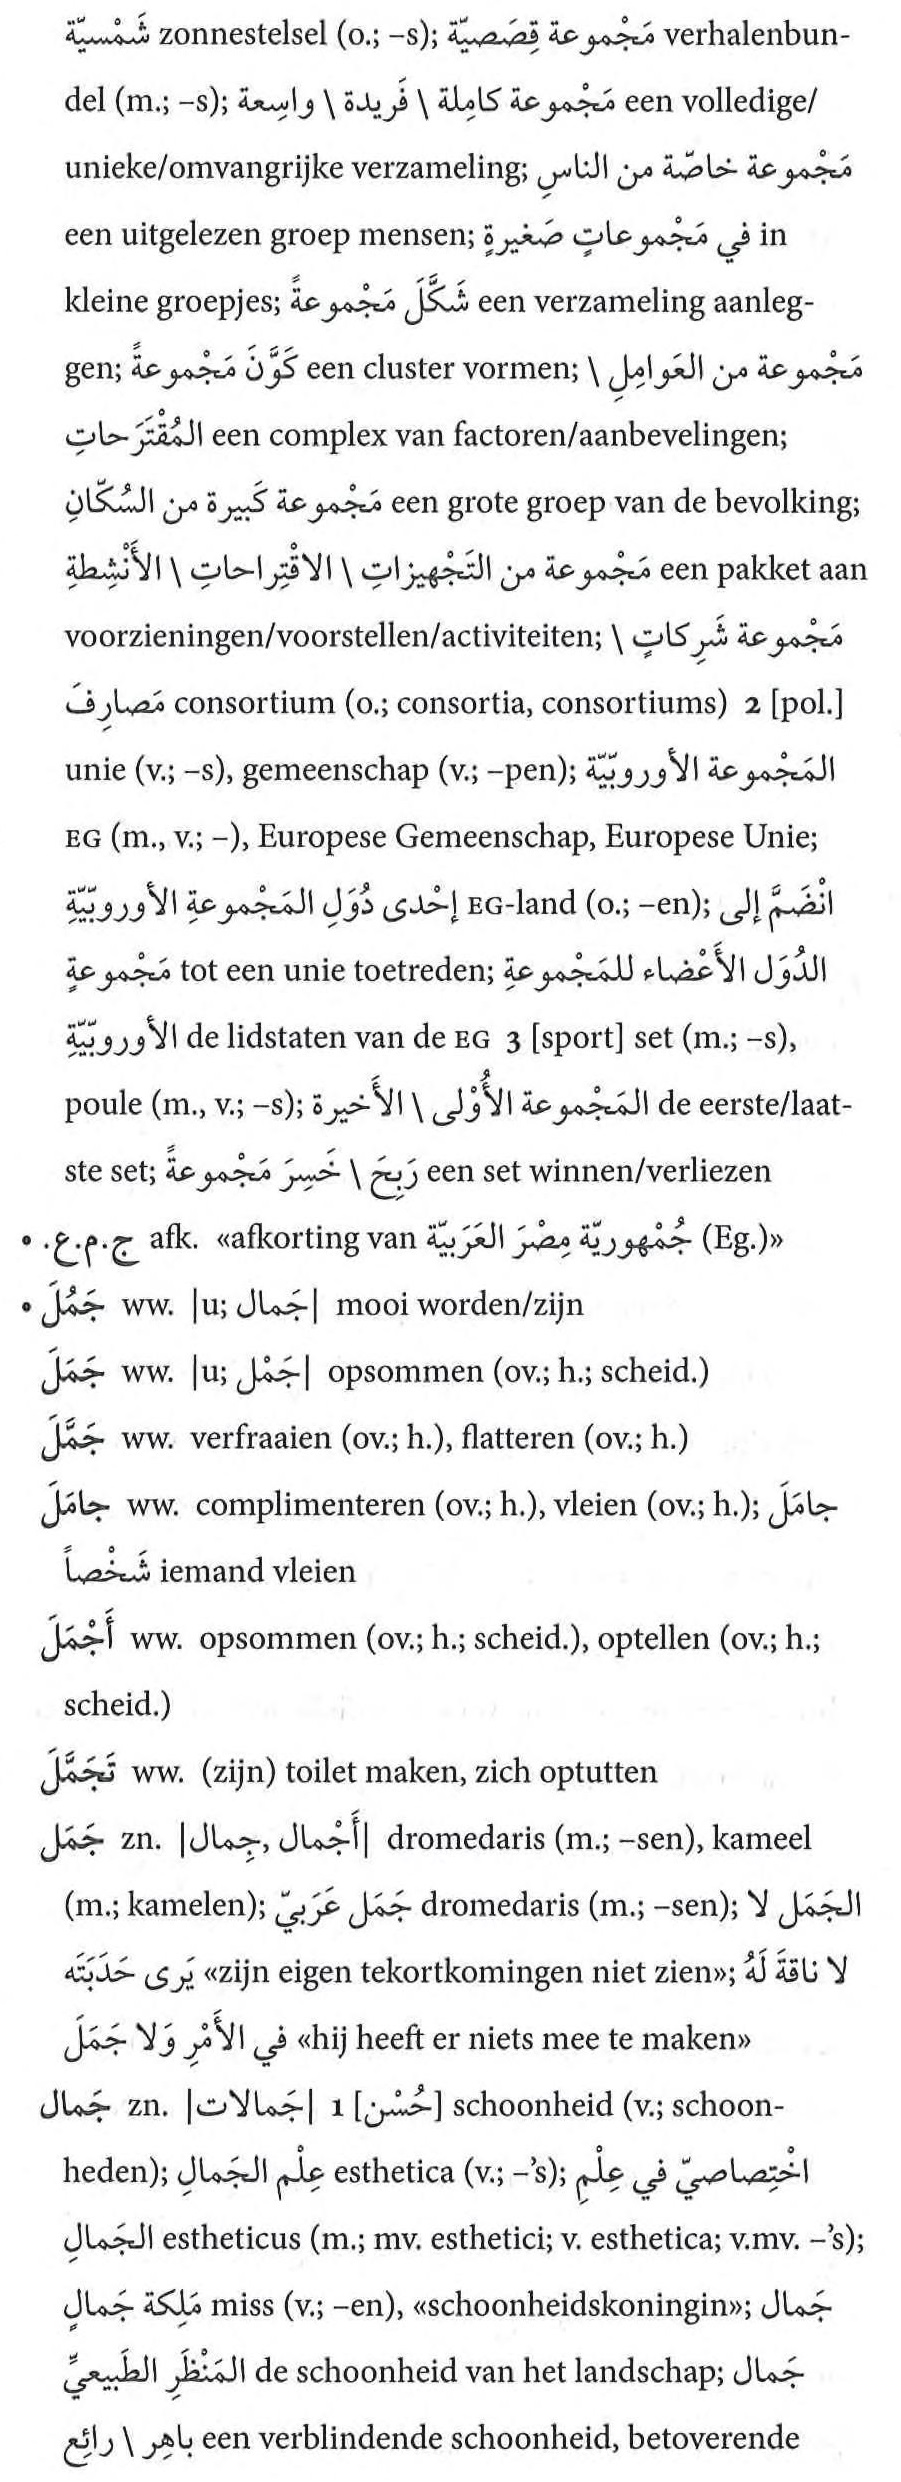 شَمْسيّة zonnestelsel (o.; –s); مَجْموعة قِصَصيّة verhalenbun-
del (m.; –s); مَجْموعة كامِلة \ فَريدة \ واسِعة een volledige/
unieke/omvangrijke verzameling; مَجْموعة خاصّة من الناسِ
een uitgelezen groep mensen; في مَجْموعاتٍ صَغيرةٍ in
kleine groepjes; شَكَّلَ مَجْموعةً een verzameling aanleg-
gen; كَوَّنَ مَجْموعةً een cluster vormen; مَجْموعة من العَوامِلِ \
المُقْتَرَحاتِ een complex van factoren/aanbevelingen;
مَجْموعة كَبيرة من السُكّانِ een grote groep van de bevolking;
مَجْموعة من التَجْهيزاتِ \ الاقْتِراحاتِ \ الأَنْشِطةِ een pakket aan
voorzieningen/voorstellen/activiteiten; مَجْموعة شَرِكاتٍ \
مَصارِفَ consortium (o.; consortia, consortiums) 2 [pol.]
unie (v.; –s), gemeenschap (v.; –pen); المَجْموعة الأوروبّيّة
EG (m., v.; –), Europese Gemeenschap, Europese Unie;
إحْدى دُوَلِ المَجْموعةِ الأوروبّيّةِ EG-land (o.; –en); انْضَمَّ إلى
مَجْموعةٍ tot een unie toetreden; الدُوَل الأَعْضاء للمَجْموعةِ
الأوروبّيّةِ de lidstaten van de EG 3 [sport] set (m.; –s),
poule (m., v.; –s); المَجْموعة الأُوْلى \ الأَخيرة de eerste/laat-
ste set; رَبِحَ \ خَسِرَ مَجْموعةً een set winnen/verliezen
• ج.م.ع. afk. «afkorting van جُمْهوريّة مِصْرَ العَرَبيّة (Eg.)»
• جَمُلَ ww. |u; جَمال| mooi worden/zijn
جَمَلَ ww. |u; جَمْل| opsommen (ov.; h.; scheid.)
جَمَّلَ ww. verfraaien (ov.; h.), flatteren (ov.; h.)
جامَلَ ww. complimenteren (ov.; h.), vleien (ov.; h.); جامَلَ
شَخْصاً iemand vleien
أَجْمَلَ ww. opsommen (ov.; h.; scheid.), optellen (ov.; h.;
scheid.)
تَجَمَّلَ ww. (zijn) toilet maken, zich optutten
جَمَل zn. |أَجْمال, جِمال| dromedaris (m.; –sen), kameel
(m.; kamelen); جَمَل عَرَبيّ dromedaris (m.; –sen); الجَمَل لا
يَرى حَدَبَتَه «zijn eigen tekortkomingen niet zien»; لا ناقةَ لَهُ
في الأَمْرِ وَلا جَمَلَ «hij heeft er niets mee te maken»
جَمال zn. |جَمالات| 1 [حُسْن] schoonheid (v.; schoon-
heden); عِلْم الجَمالِ esthetica (v.; –’s); اخْتِصاصيّ في عِلْمِ
الجَمالِ estheticus (m.; mv. esthetici; v. esthetica; v.mv. –’s);
مَلِكة جَمالٍ miss (v.; –en), «schoonheidskoningin»; جَمال
المَنْظَرِ الطَبيعيِّ de schoonheid van het landschap; جَمال
باهِر \ رائِع een verblindende schoonheid, betoverende